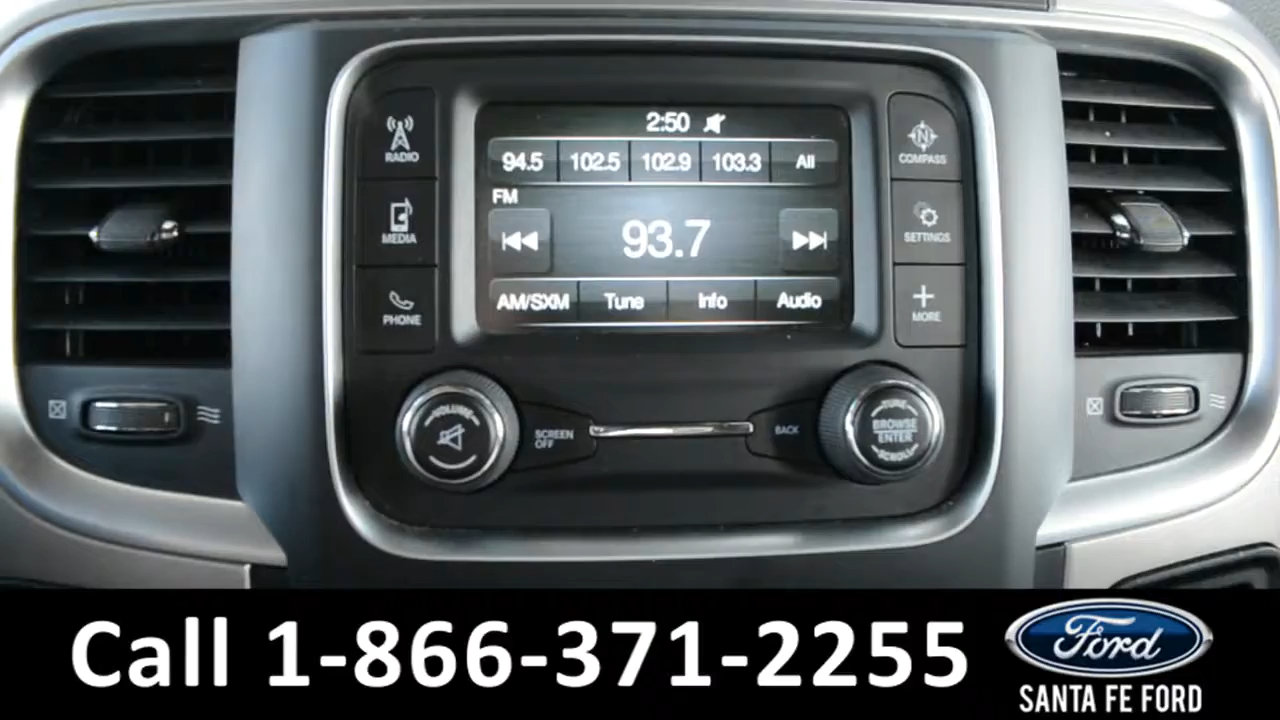 2:50
94.5 102.5 102.9 103.3 All
FM
93.7
AM/SXM Tune Info Audio
RADIO
MEDIA
PHONE
N
COMPASS
SETTINGS
MORE
VOLUME
SCREEN
OFF
BACK
TUNE
BROWSE
ENTER
SCROLL
Call 1-866-371-2255
Ford
SANTA FE FORD